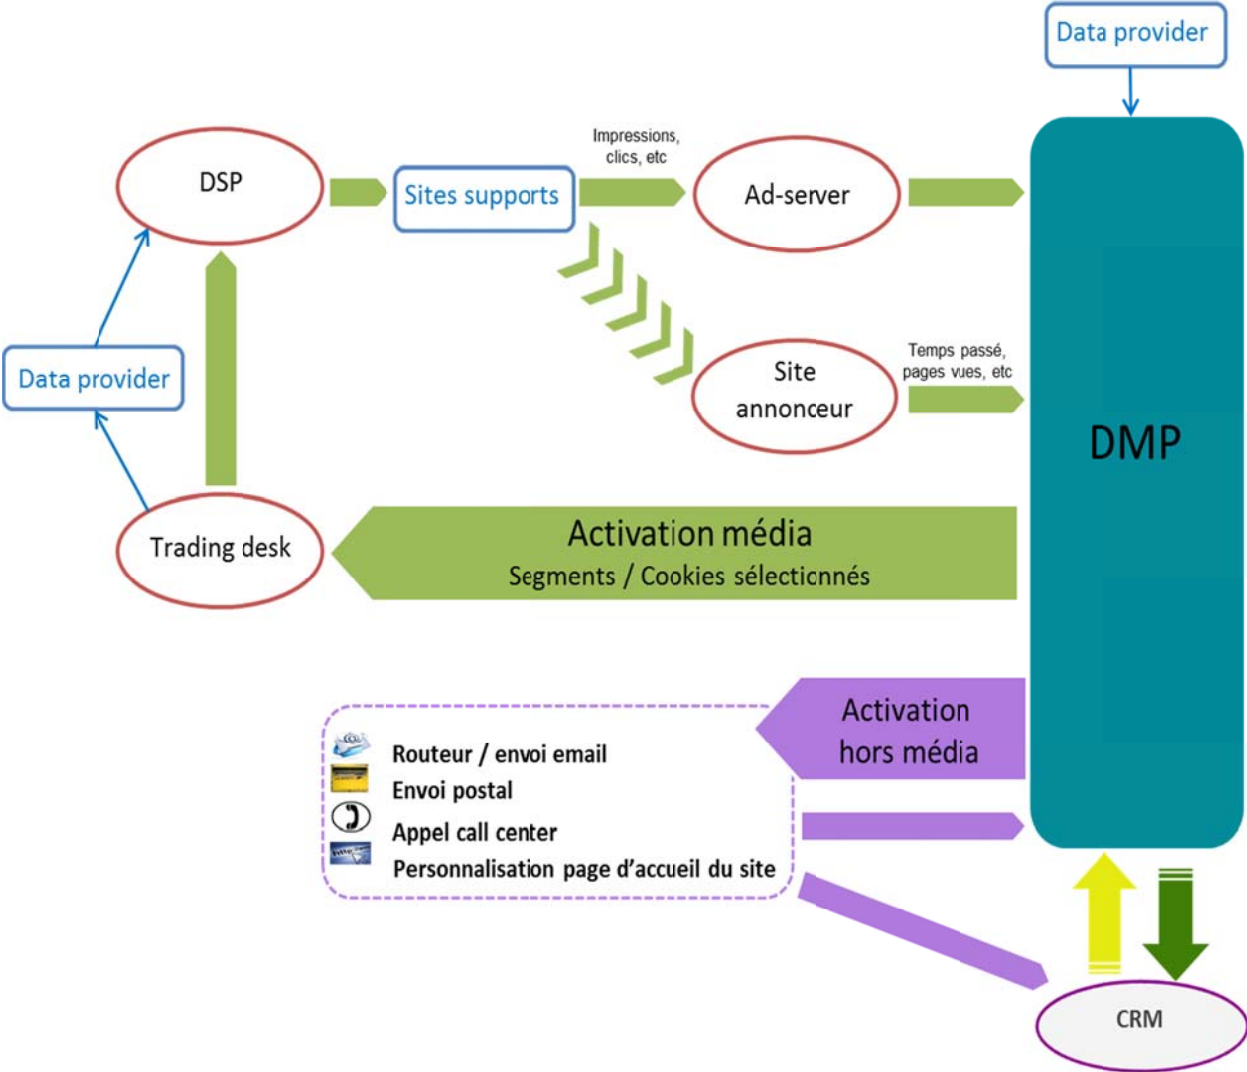 Data provider
Impressions,
clics, etc
DSP
Sites supports
Ad-server
Data provider
Site
annonceur
Temps passé,
pages vues, etc
DMP
Trading desk
Activation média
Segments / Cookies sélectionnés
Activation
hors média
Routeur / envoi email
Envoi postal
Appel call center
Personnalisation page d’accueil du site
CRM